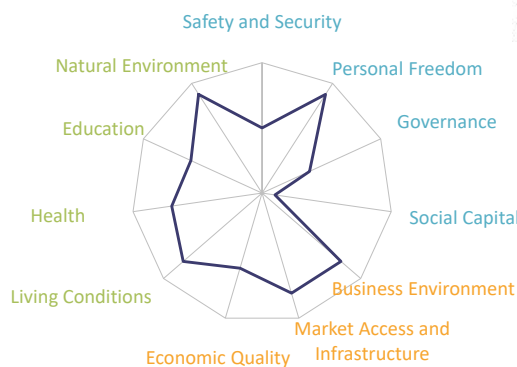 Safety and Security
Natural Environment
Personal Freedom
Education
Governance
Health
Social Capital
Living Conditions
Business Environment
Market Access and
Infrastructure
Economic Quality